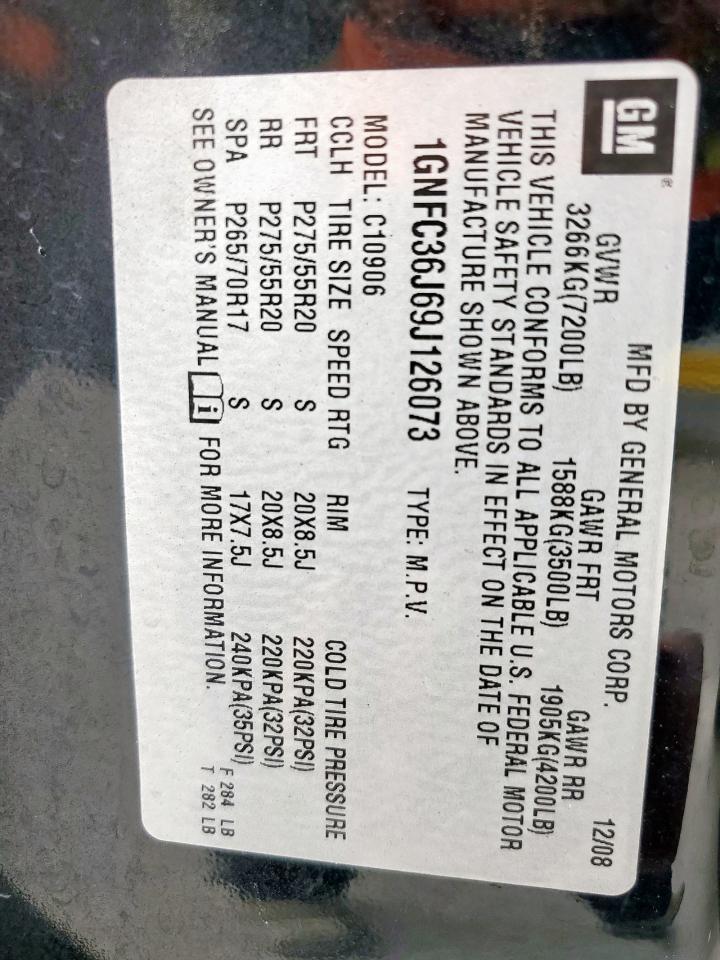 GM®
MFD BY GENERAL MOTORS CORP. 12/08
GVWR GAWR FRT GAWR RR
3266KG(7200LB) 1588KG(3500LB) 1905KG(4200LB)
THIS VEHICLE CONFORMS TO ALL APPLICABLE U.S. FEDERAL MOTOR
VEHICLE SAFETY STANDARDS IN EFFECT ON THE DATE OF
MANUFACTURE SHOWN ABOVE.
1GNFC36J69J126073 TYPE: M.P.V.
MODEL: C10906
CCLH TIRE SIZE SPEED RTG RIM COLD TIRE PRESSURE
FRT P275/55R20 S 20X8.5J 220KPA(32PSI)
RR P275/55R20 S 20X8.5J 220KPA(32PSI)
SPA P265/70R17 S 17X7.5J 240KPA(35PSI) F 284 LB
SEE OWNER'S MANUAL i FOR MORE INFORMATION. T 282 LB